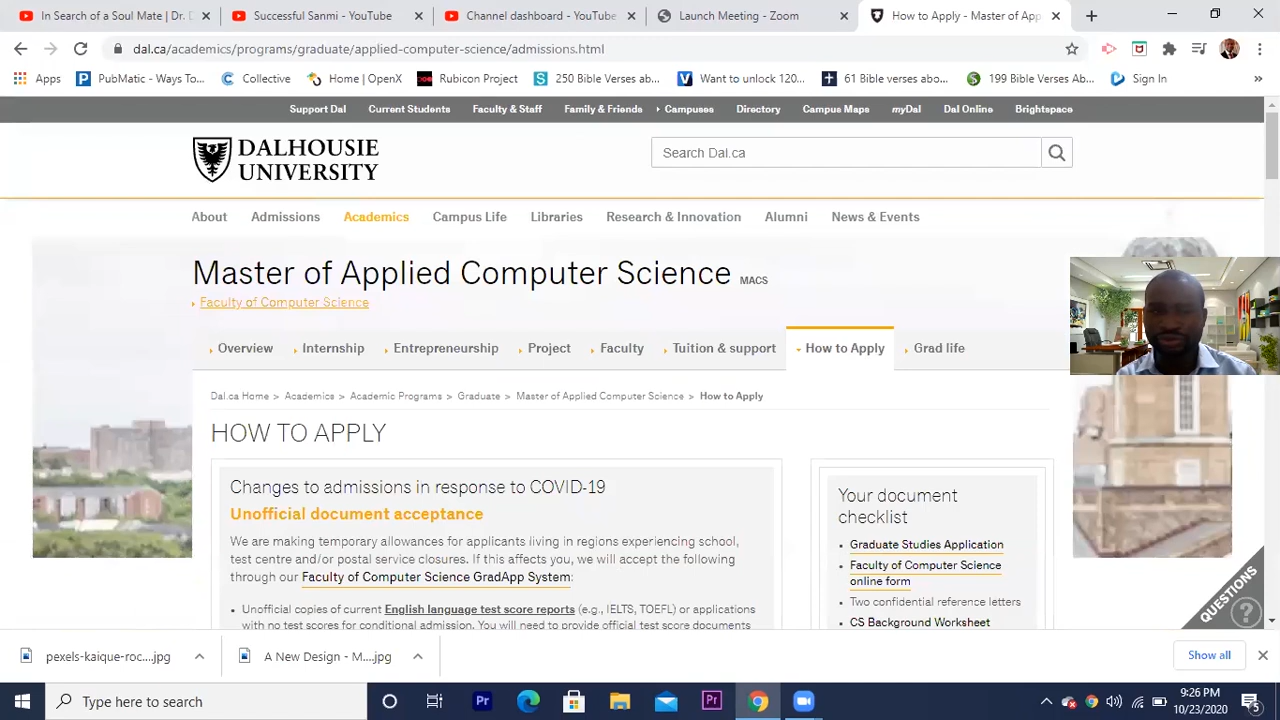 In Search of a Soul Mate | Dr. D
Successful Sanmi - YouTube
Channel dashboard - YouTube
Launch Meeting - Zoom
How to Apply - Master of App
dal.ca/academics/programs/graduate/applied-computer-science/admissions.html
Apps
PubMatic - Ways To...
Collective
Home | OpenX
Rubicon Project
250 Bible Verses ab...
Want to unlock 120...
61 Bible verses abo...
199 Bible Verses Ab...
Sign In
»
Support Dal
Current Students
Faculty & Staff
Family & Friends
Campuses
Directory
Campus Maps
myDal
Dal Online
Brightspace
DALHOUSIE
UNIVERSITY
Search Dal.ca
About
Admissions
Academics
Campus Life
Libraries
Research & Innovation
Alumni
News & Events
Master of Applied Computer Science MACS
Faculty of Computer Science
Overview
Internship
Entrepreneurship
Project
Faculty
Tuition & support
How to Apply
Grad life
Dal.ca Home > Academics > Academic Programs > Graduate > Master of Applied Computer Science > How to Apply
HOW TO APPLY
Changes to admissions in response to COVID-19
Unofficial document acceptance
We are making temporary allowances for applicants living in regions experiencing school,
test centre and/or postal service closures. If this affects you, we will accept the following
through our Faculty of Computer Science GradApp System:
Unofficial copies of current English language test score reports (e.g., IELTS, TOEFL) or applications
with no test scores for conditional admission. You will need to provide official test score documents
Your document
checklist
Graduate Studies Application
Faculty of Computer Science
online form
Two confidential reference letters
CS Background Worksheet
QUESTIONS
?
pexels-kaique-roc....jpg
A New Design - M....jpg
Show all
Type here to search
Pr
Pr
9:26 PM
10/23/2020
5